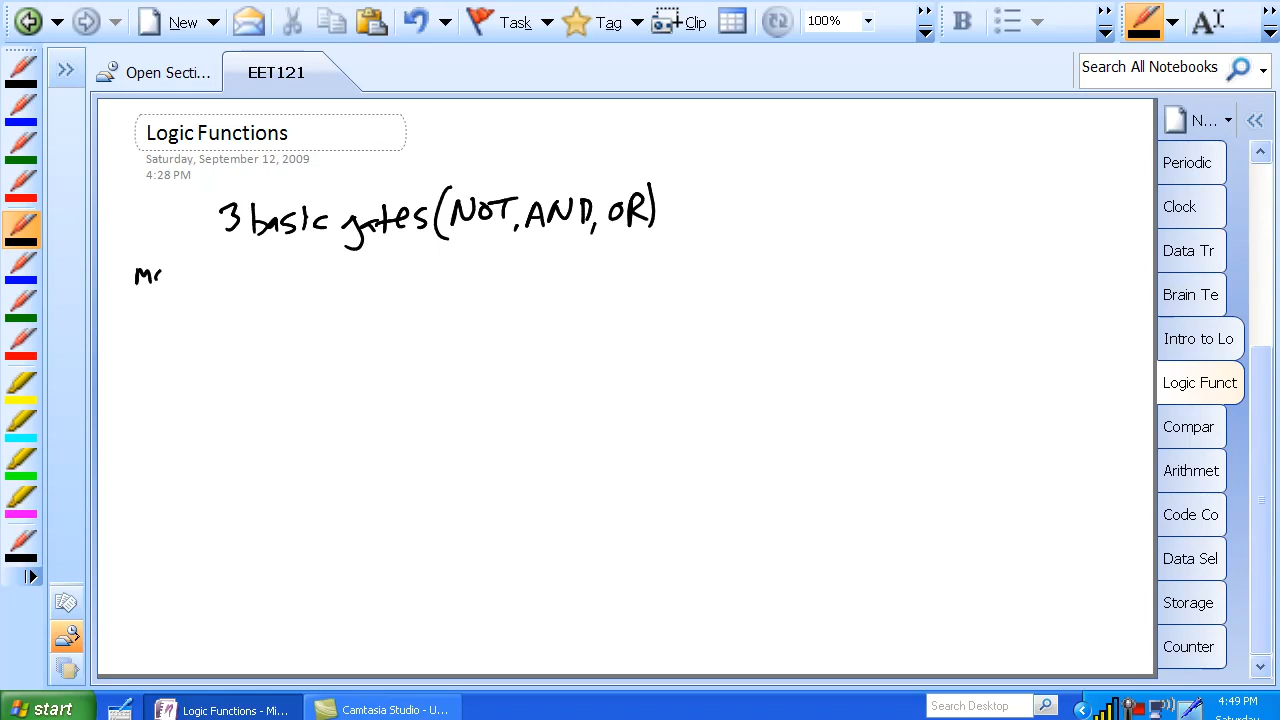 New Task Tag Clip 100% B A
Open Secti... EET121 Search All Notebooks
Logic Functions N...
Saturday, September 12, 2009
4:28 PM
3 basic gates (NOT, AND, OR)
Periodic
Clock
Data Tr
Brain Te
Intro to Lo
Logic Funct
Compar
Arithmet
Code Co
Data Sel
Storage
Counter
start Logic Functions - Mi... Camtasia Studio - U... Search Desktop 4:49 PM
Saturday